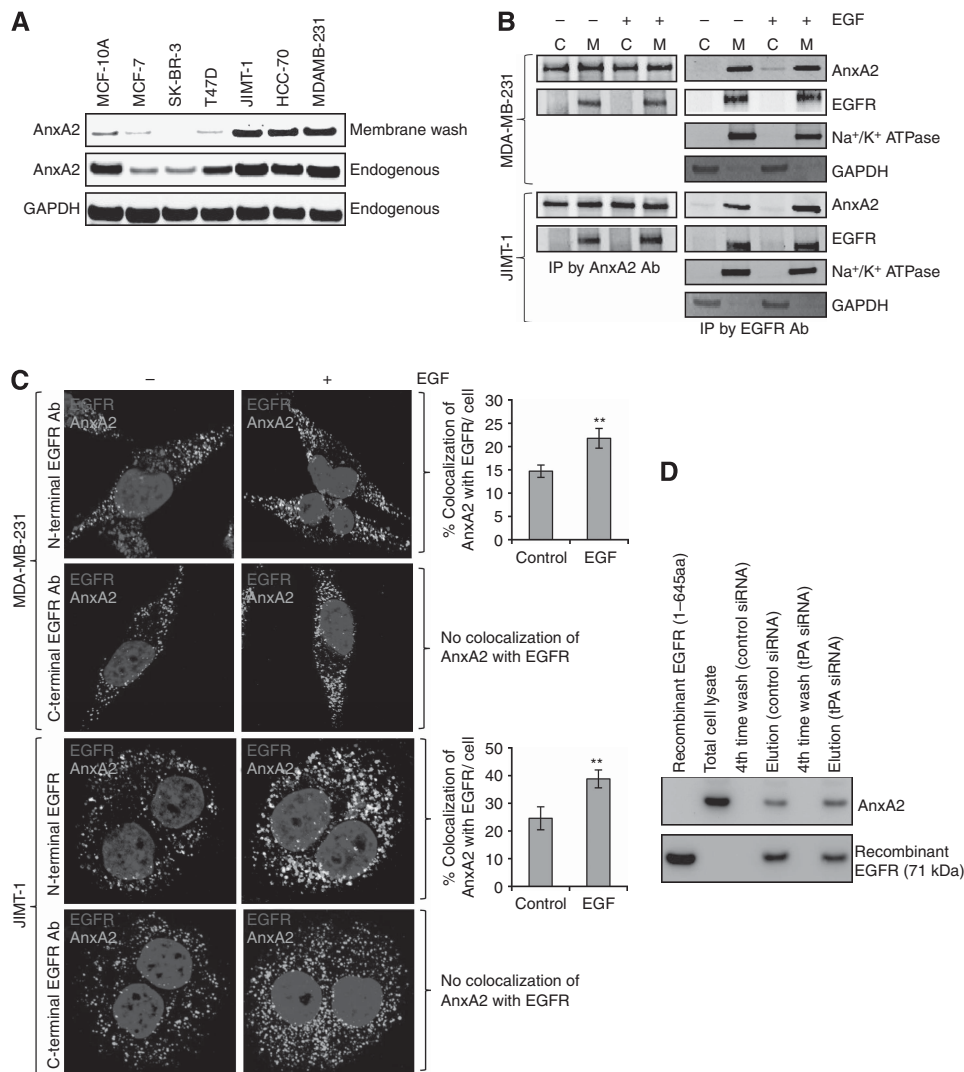 A
MCF-10A
MCF-7
SK-BR-3
T47D
JIMT-1
HCC-70
MDAMB-231
AnxA2
Membrane wash
AnxA2
Endogenous
GAPDH
Endogenous
B
– – + + – – + + EGF
C M C M C M C M
MDA-MB-231
AnxA2
EGFR
Na+/K+ ATPase
GAPDH
JIMT-1
AnxA2
EGFR
Na+/K+ ATPase
GAPDH
IP by AnxA2 Ab
IP by EGFR Ab
C
– + EGF
MDA-MB-231
N-terminal EGFR Ab
EGFR
AnxA2
EGFR
AnxA2
% Colocalization of
AnxA2 with EGFR/ cell
30
25
20
15
10
5
0
**
Control EGF
C-terminal EGFR Ab
EGFR
AnxA2
EGFR
AnxA2
No colocalization of
AnxA2 with EGFR
JIMT-1
N-terminal EGFR
EGFR
AnxA2
EGFR
AnxA2
% Colocalization of
AnxA2 with EGFR/ cell
50
40
30
20
10
0
**
Control EGF
C-terminal EGFR Ab
EGFR
AnxA2
EGFR
AnxA2
No colocalization of
AnxA2 with EGFR
D
Recombinant EGFR (1–645aa)
Total cell lysate
4th time wash (control siRNA)
Elution (control siRNA)
4th time wash (tPA siRNA)
Elution (tPA siRNA)
AnxA2
Recombinant
EGFR (71 kDa)